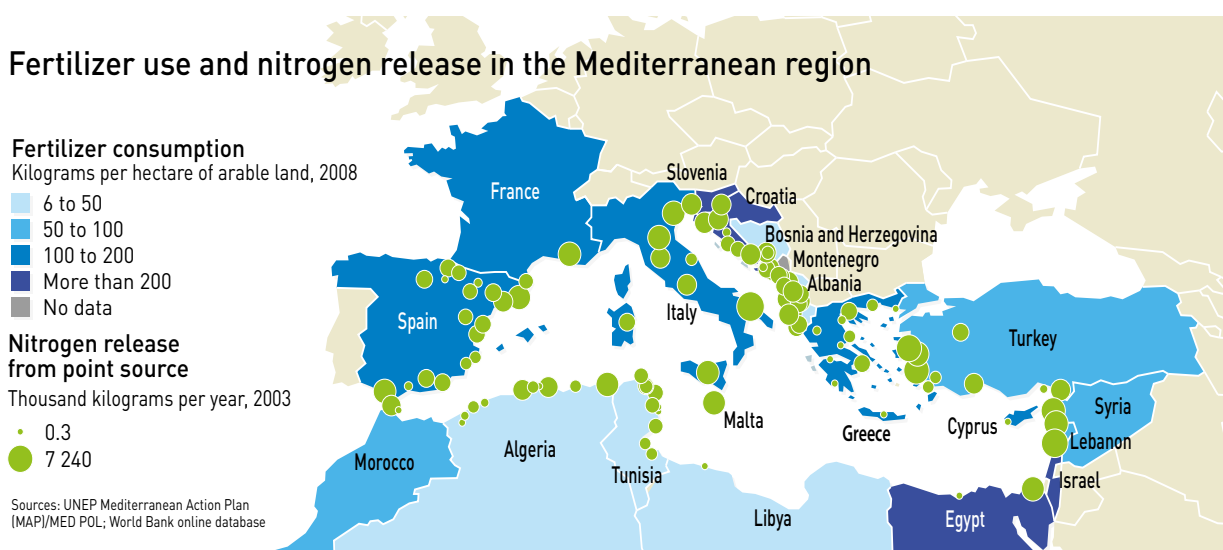 Fertilizer use and nitrogen release in the Mediterranean region
Fertilizer consumption
Kilograms per hectare of arable land, 2008
6 to 50
50 to 100
100 to 200
More than 200
No data
Nitrogen release
from point source
Thousand kilograms per year, 2003
0.3
7 240
Sources: UNEP Mediterranean Action Plan
(MAP)/MED POL; World Bank online database
Slovenia
France
Croatia
Bosnia and Herzegovina
Montenegro
Albania
Italy
Spain
Turkey
Malta
Syria
Greece
Cyprus
Lebanon
Algeria
Morocco
Tunisia
Israel
Libya
Egypt